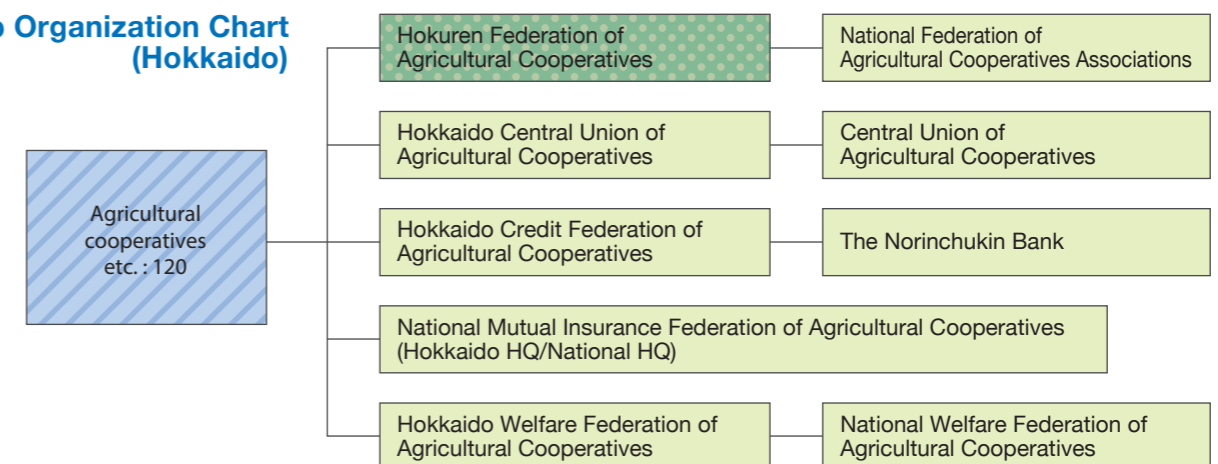 Organization Chart
(Hokkaido)
Agricultural
cooperatives
etc. : 120
Hokuren Federation of
Agricultural Cooperatives
National Federation of
Agricultural Cooperatives Associations
Hokkaido Central Union of
Agricultural Cooperatives
Central Union of
Agricultural Cooperatives
Hokkaido Credit Federation of
Agricultural Cooperatives
The Norinchukin Bank
National Mutual Insurance Federation of Agricultural Cooperatives
(Hokkaido HQ/National HQ)
Hokkaido Welfare Federation of
Agricultural Cooperatives
National Welfare Federation of
Agricultural Cooperatives